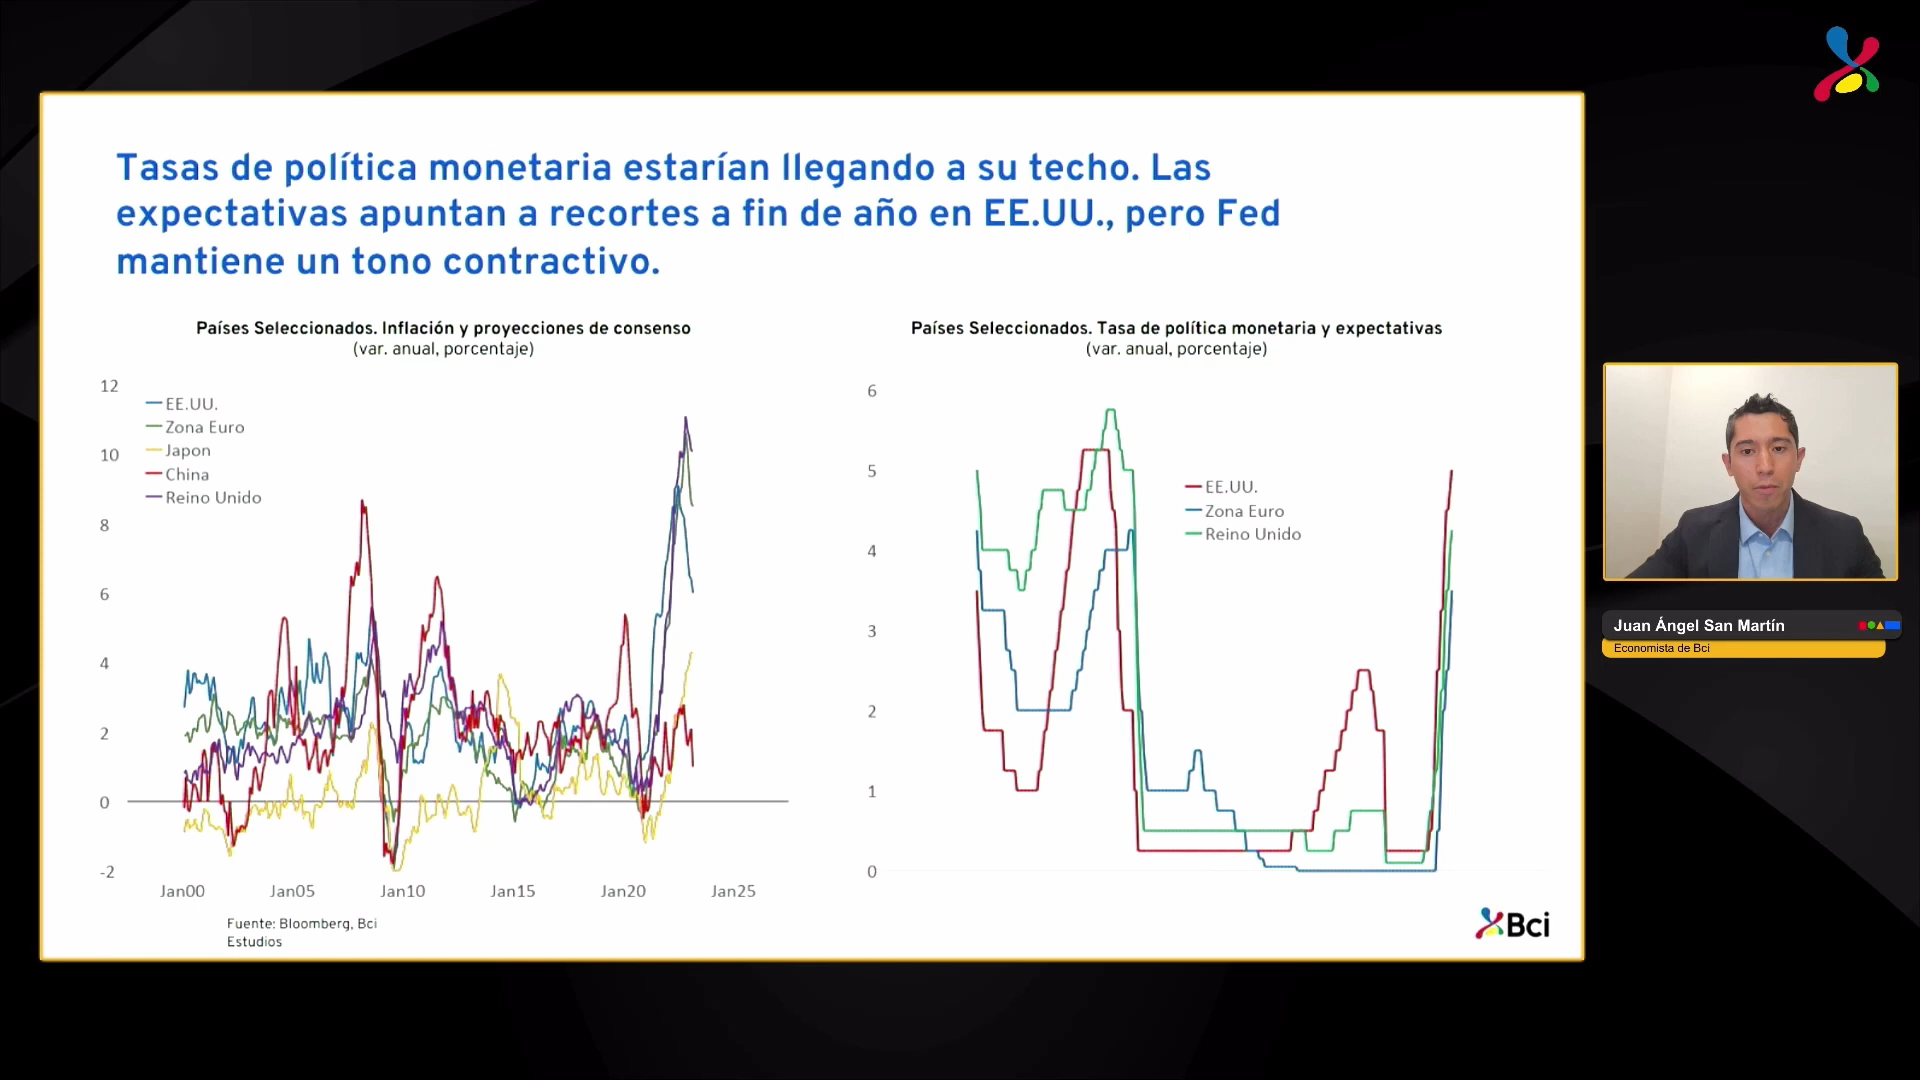 Tasas de política monetaria estarían llegando a su techo. Las
expectativas apuntan a recortes a fin de año en EE.UU., pero Fed
mantiene un tono contractivo.
Países Seleccionados. Inflación y proyecciones de consenso
(var. anual, porcentaje)
12
10
8
6
4
2
0
-2
EE.UU.
Zona Euro
Japon
China
Reino Unido
Jan00 Jan05 Jan10 Jan15 Jan20 Jan25
Fuente: Bloomberg, Bci
Estudios
Países Seleccionados. Tasa de política monetaria y expectativas
(var. anual, porcentaje)
6
5
4
3
2
1
0
EE.UU.
Zona Euro
Reino Unido
Bci
Juan Ángel San Martín
Economista de Bci